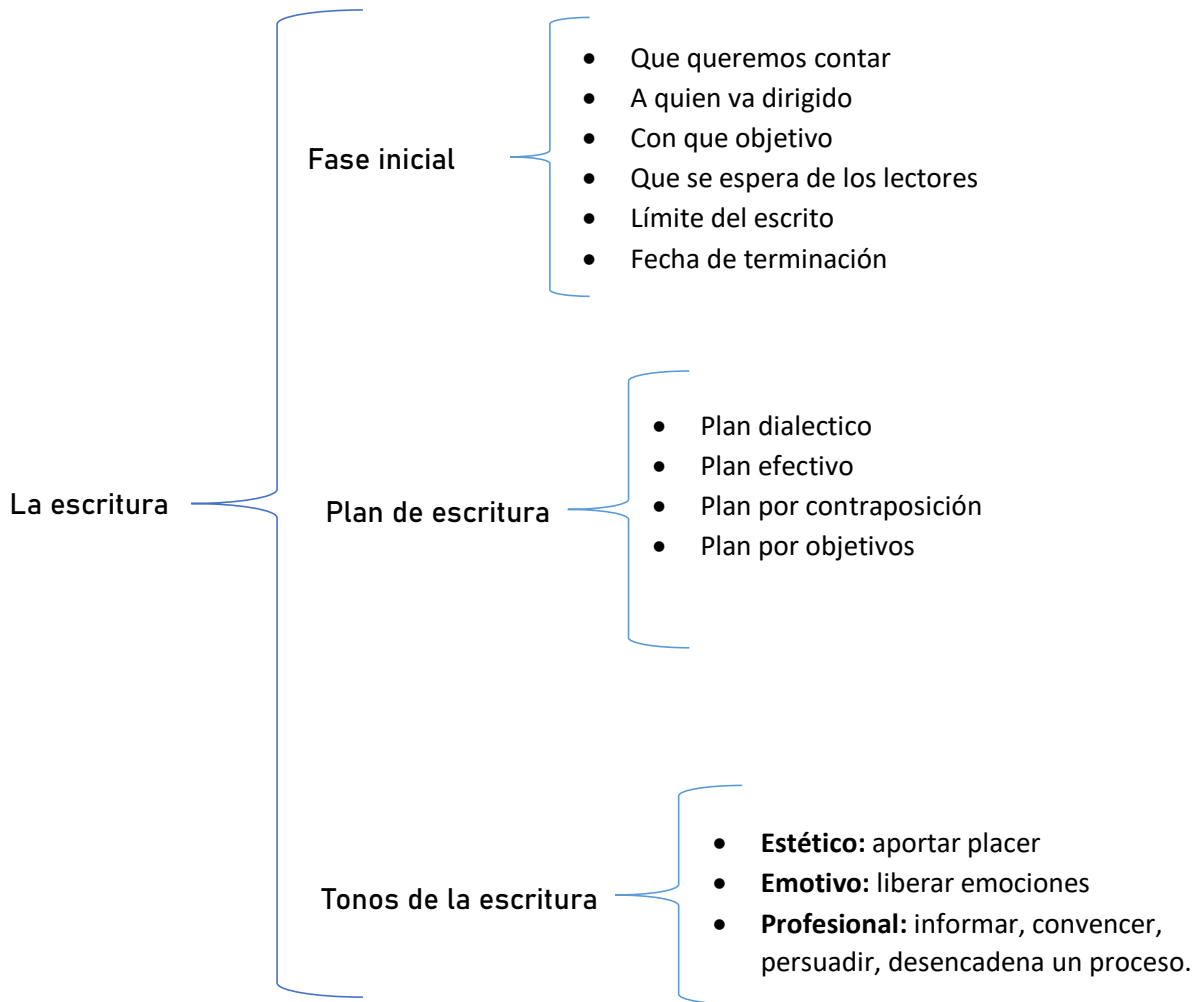 La escritura
Fase inicial
• Que queremos contar
• A quien va dirigido
• Con que objetivo
• Que se espera de los lectores
• Límite del escrito
• Fecha de terminación
Plan de escritura
• Plan dialectico
• Plan efectivo
• Plan por contraposición
• Plan por objetivos
Tonos de la escritura
• Estético: aportar placer
• Emotivo: liberar emociones
• Profesional: informar, convencer,
persuadir, desencadena un proceso.